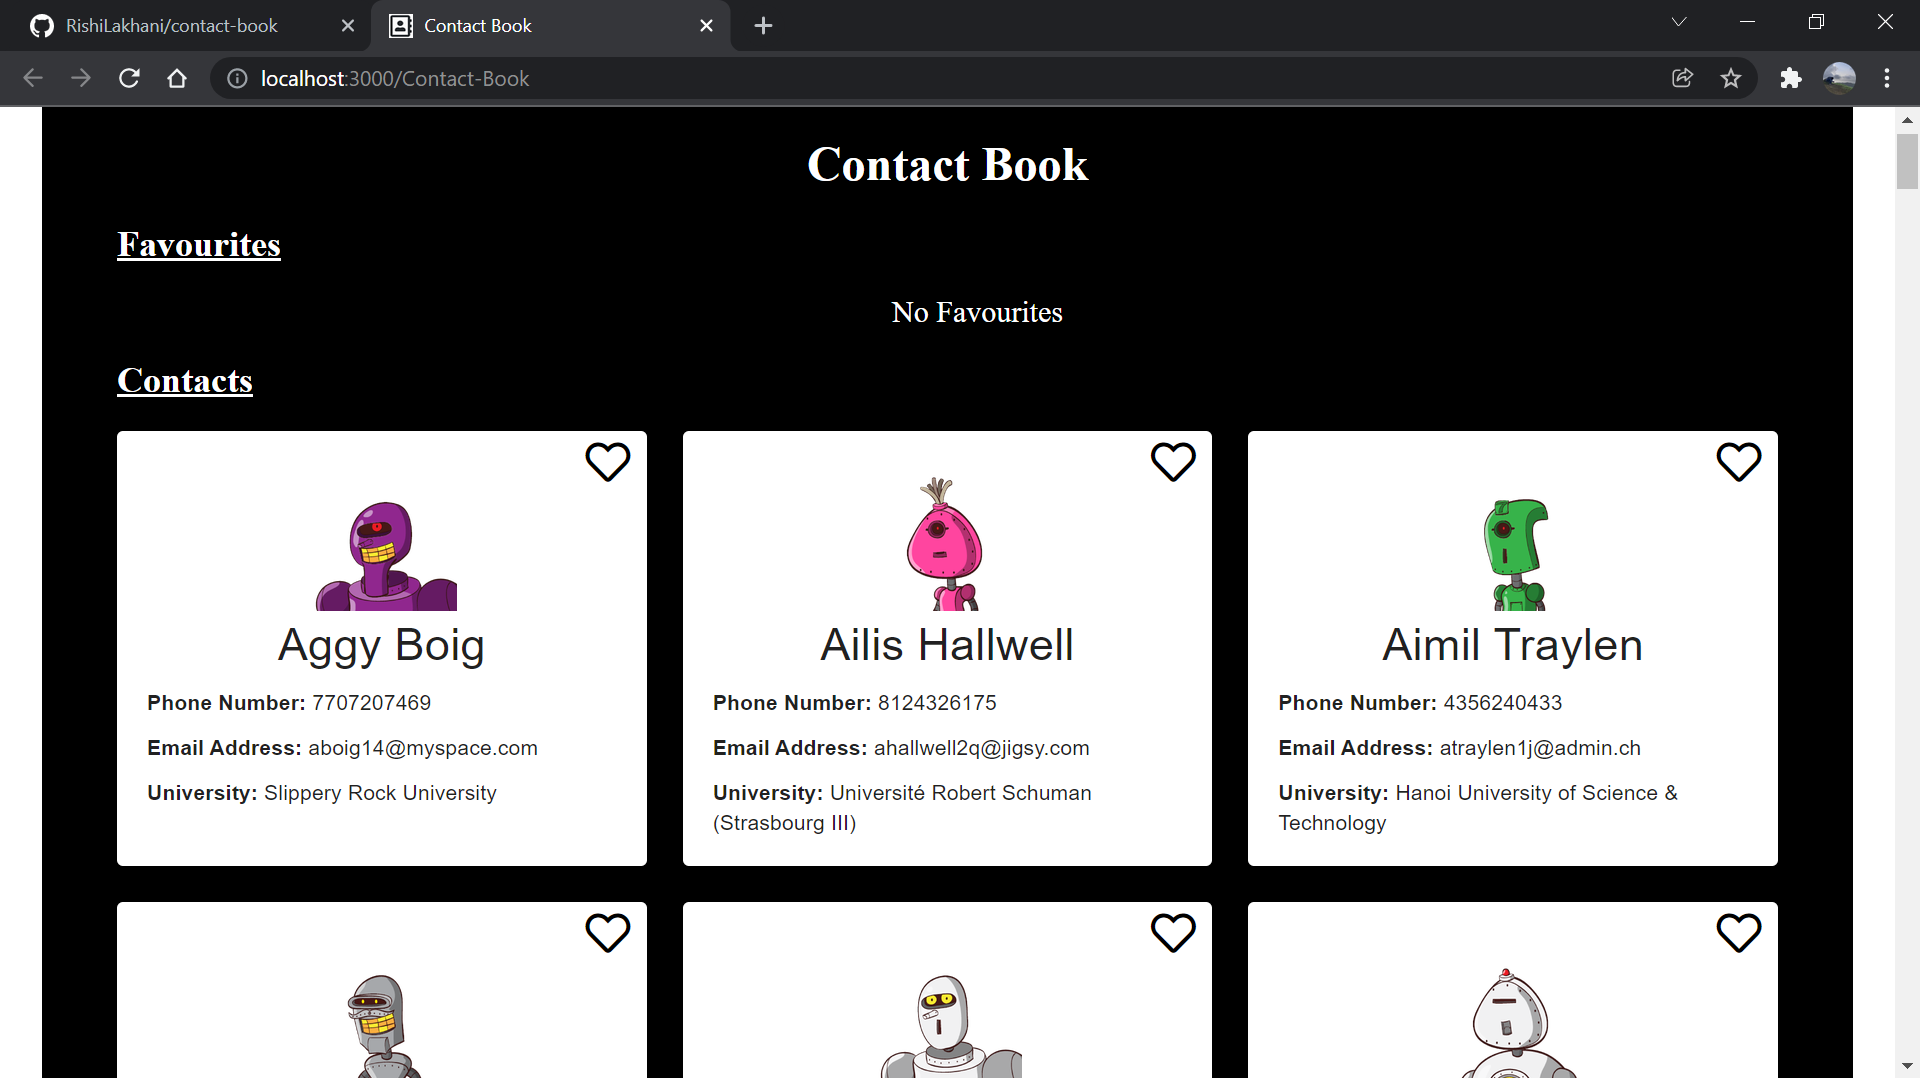 RishiLakhani/contact-book
Contact Book
localhost:3000/Contact-Book
Contact Book
Favourites
No Favourites
Contacts
Aggy Boig
Phone Number: 7707207469
Email Address: aboig14@myspace.com
University: Slippery Rock University
Ailis Hallwell
Phone Number: 8124326175
Email Address: ahallwell2q@jigsy.com
University: Université Robert Schuman
(Strasbourg III)
Aimil Traylen
Phone Number: 4356240433
Email Address: atraylen1j@admin.ch
University: Hanoi University of Science &
Technology